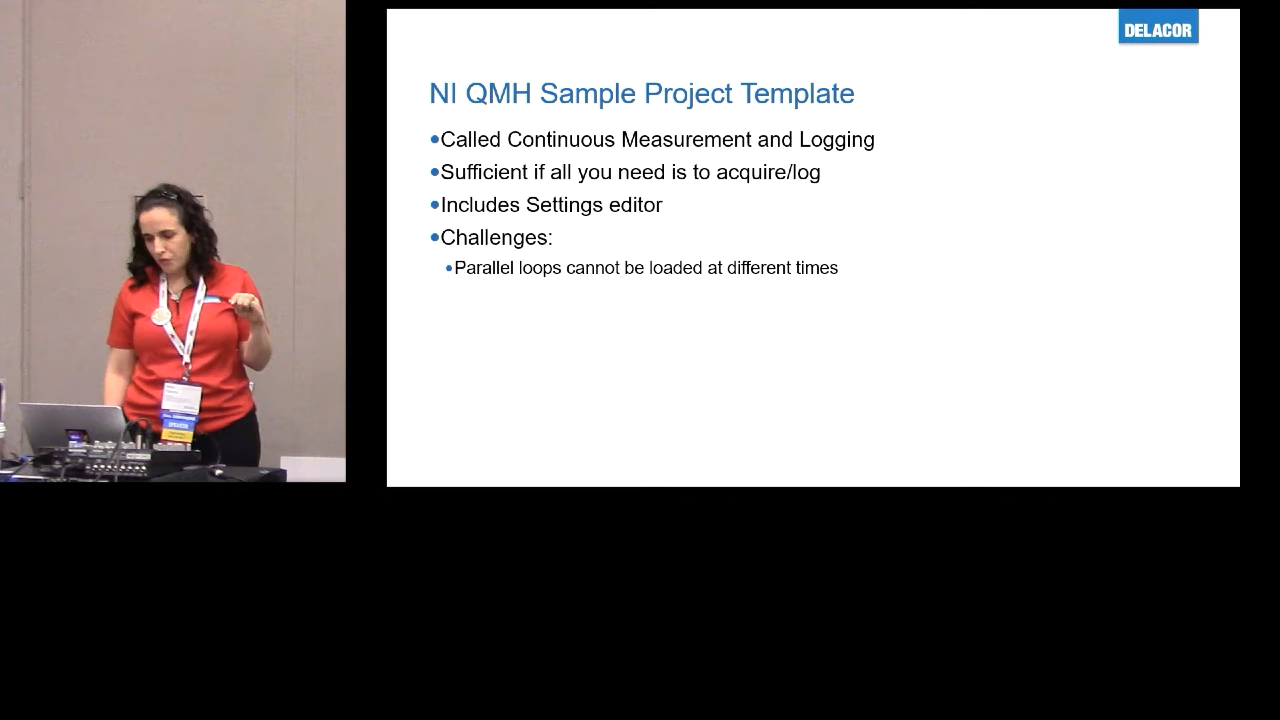 DELACOR
NI QMH Sample Project Template
•Called Continuous Measurement and Logging
•Sufficient if all you need is to acquire/log
•Includes Settings editor
•Challenges:
•Parallel loops cannot be loaded at different times
SPEAKER